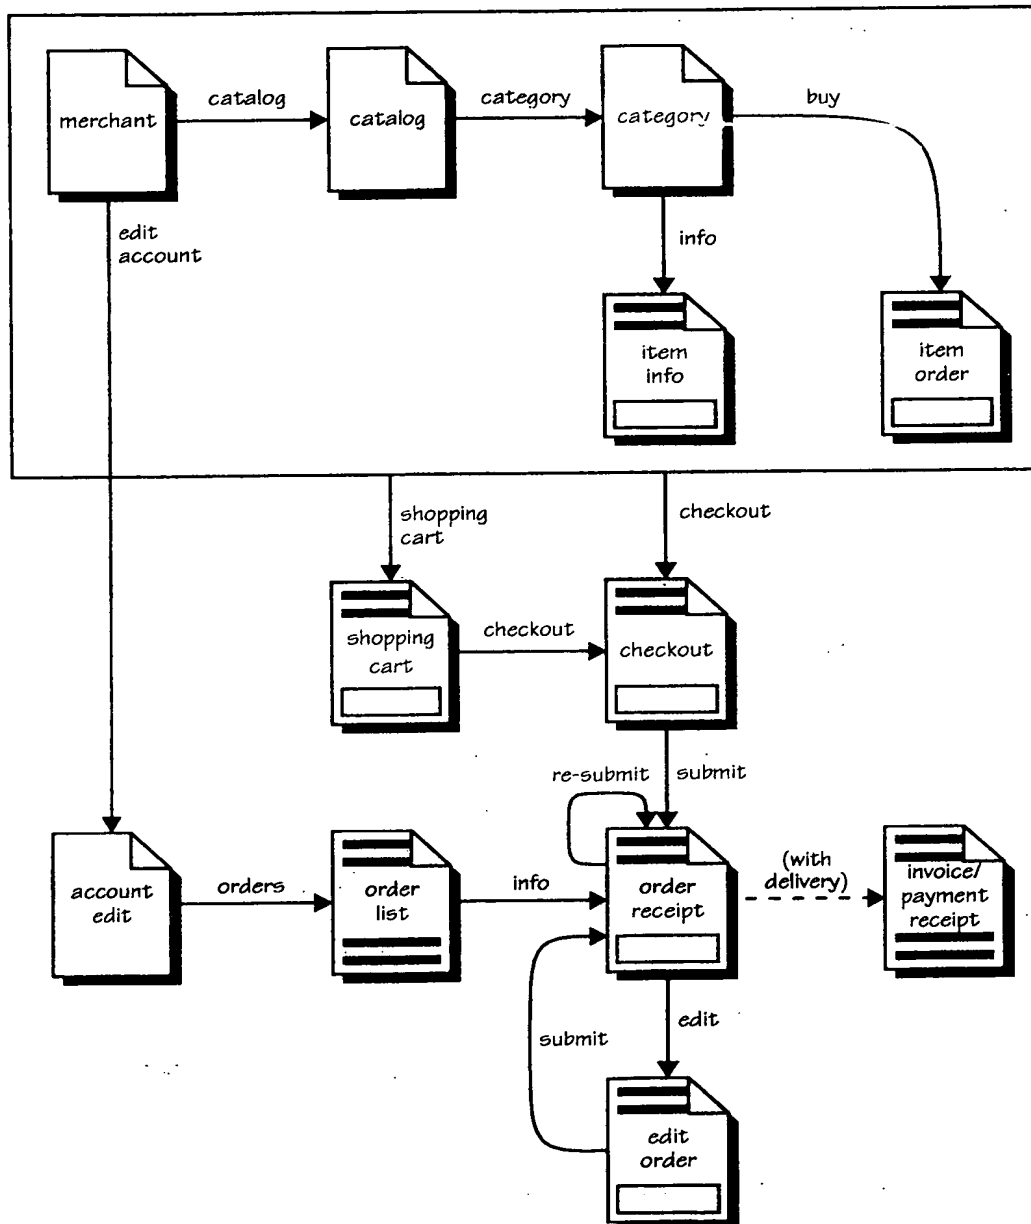 catalog
category
buy
merchant
catalog
category
edit
account
info
item
info
item
order
shopping
cart
checkout
shopping
cart
checkout
checkout
re-submit
submit
account
edit
orders
order
list
info
order
receipt
(with
delivery)
invoice/
payment
receipt
submit
edit
edit
order